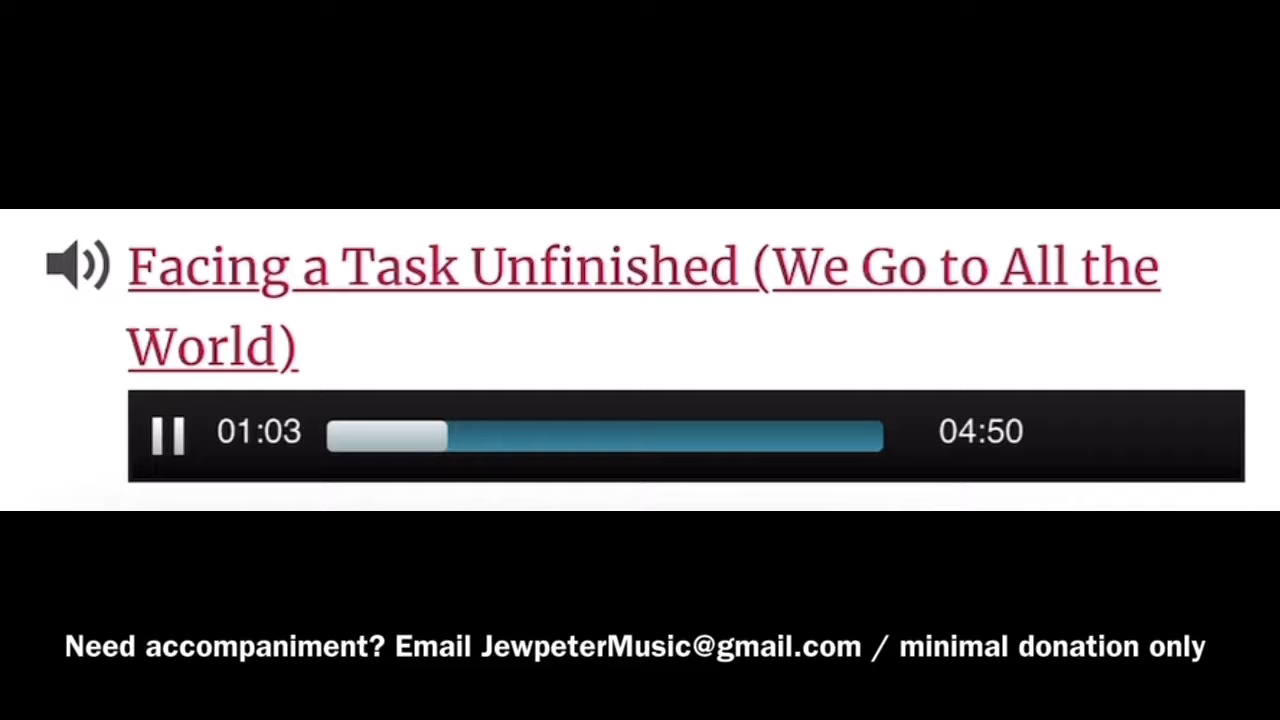 Facing a Task Unfinished (We Go to All the
World)
01:03 04:50
Need accompaniment? Email JewpeterMusic@gmail.com / minimal donation only